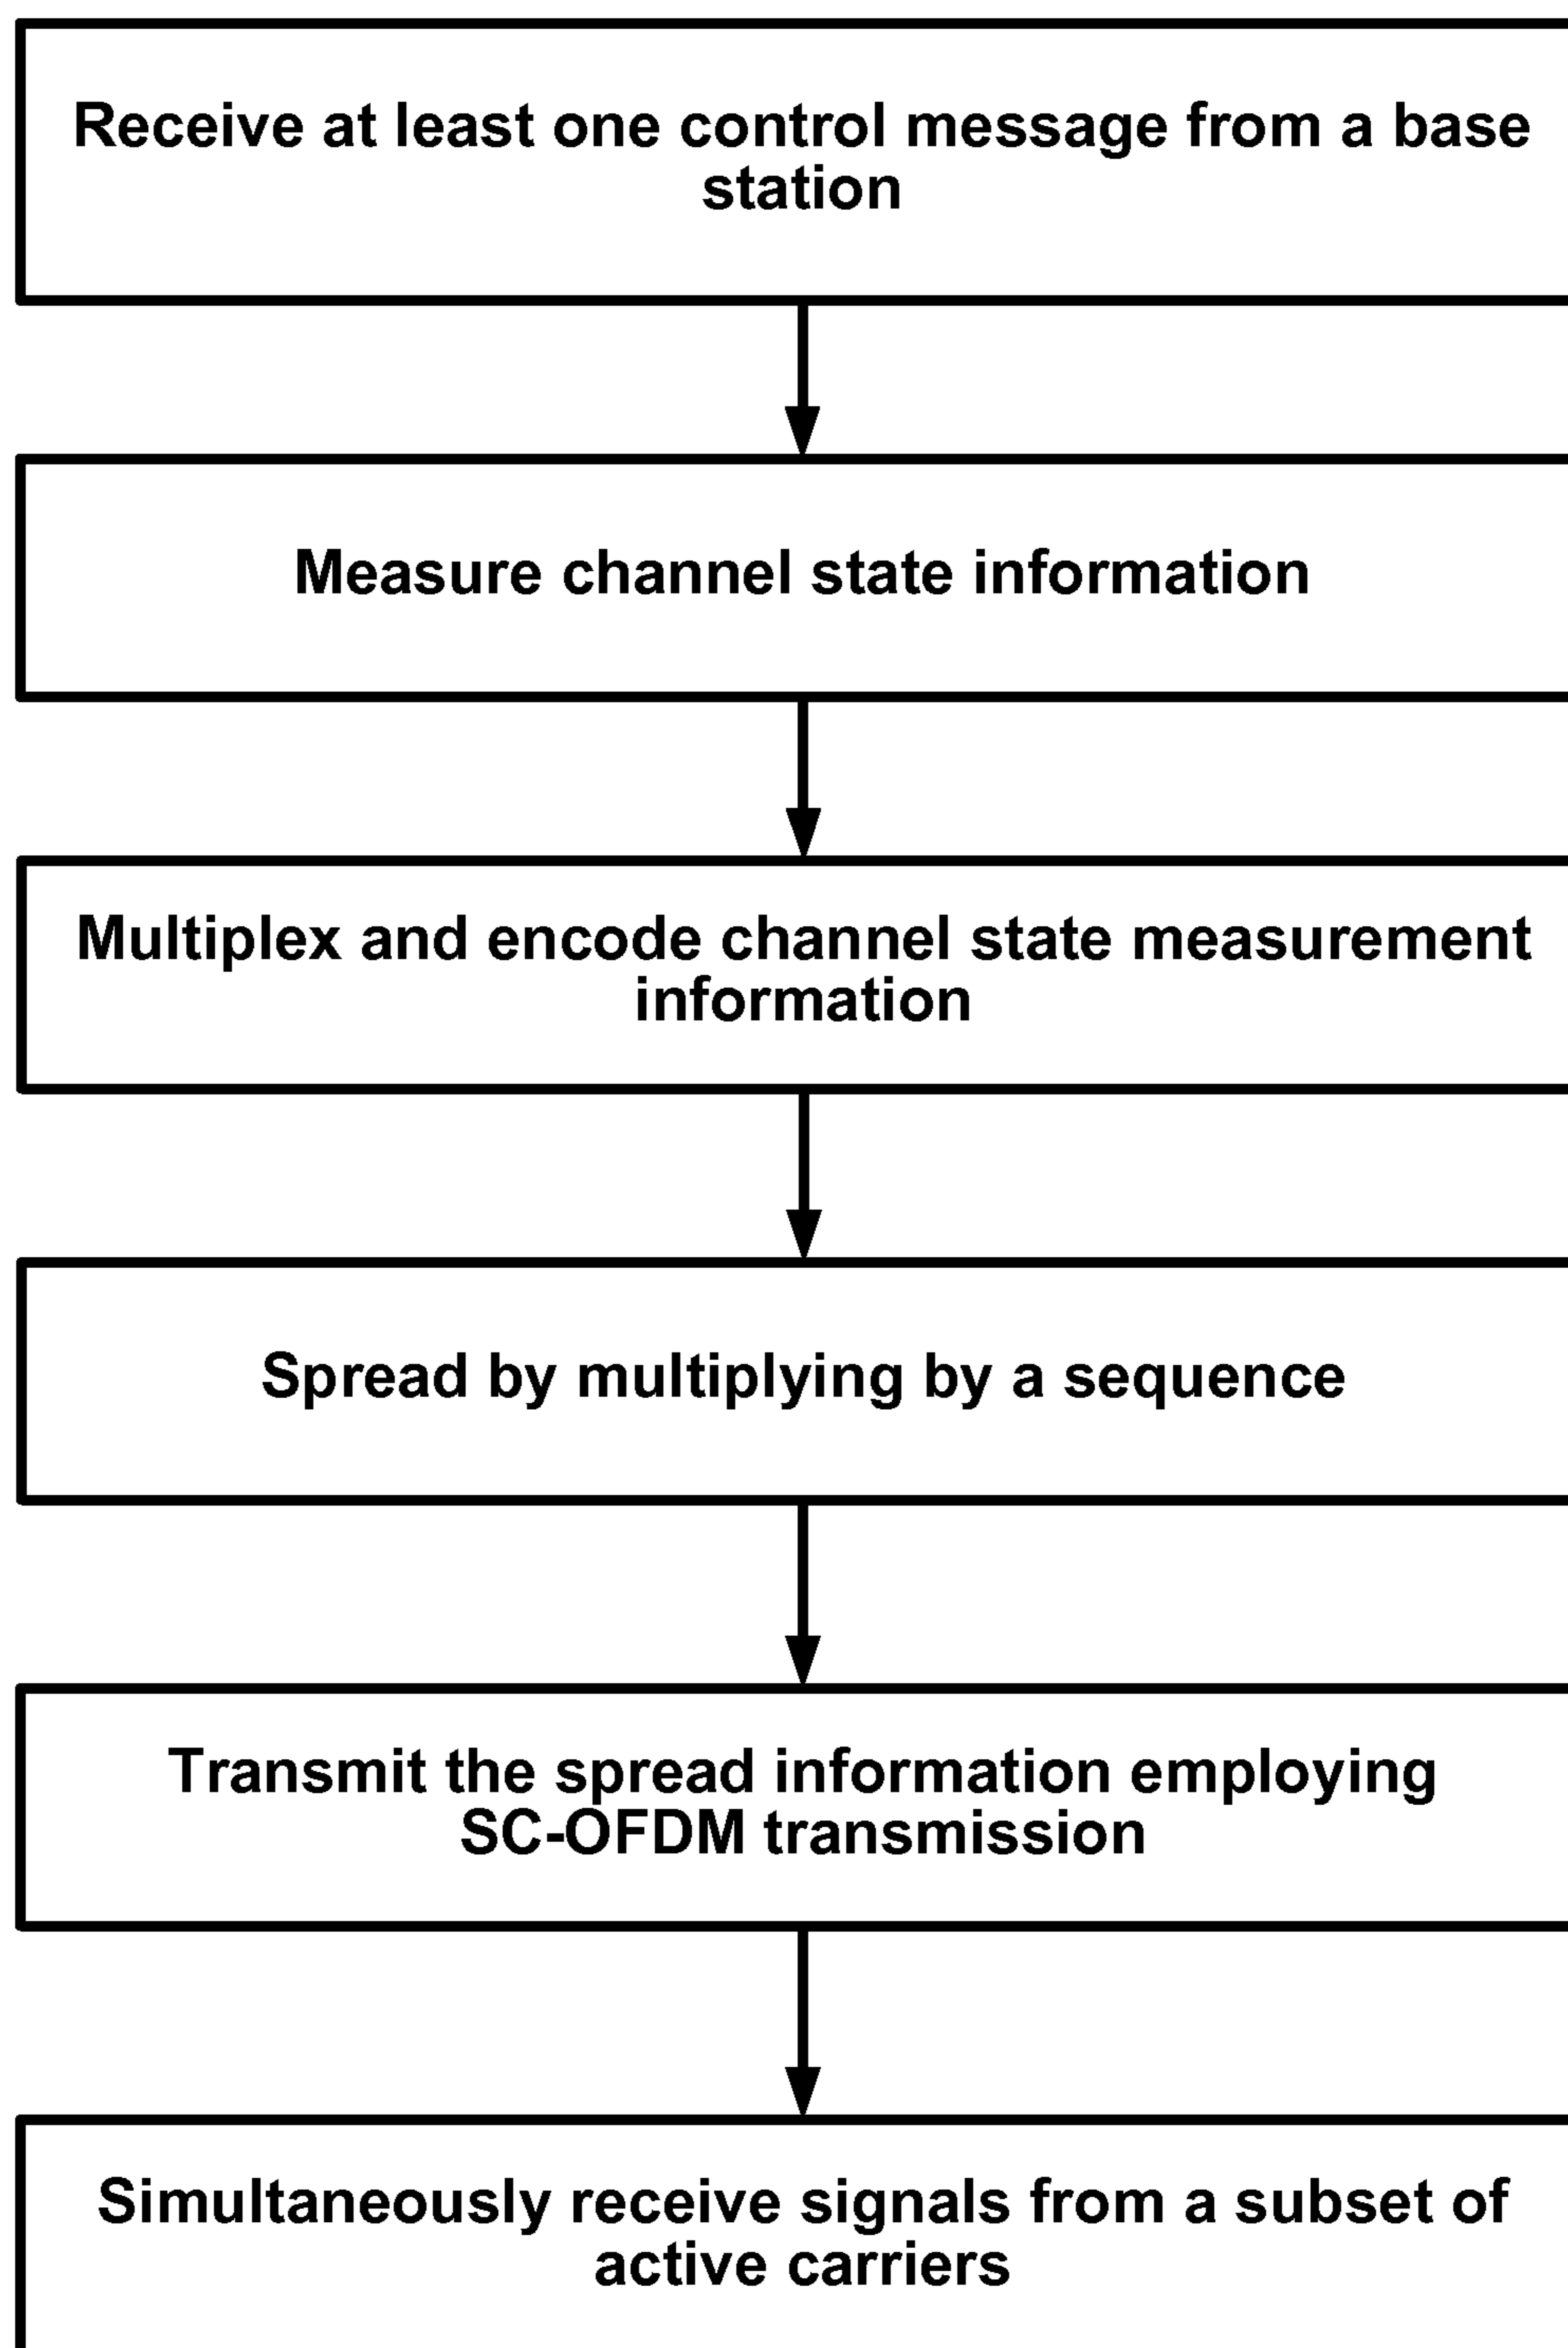 Receive at least one control message from a base
station
Measure channel state information
Multiplex and encode channel state measurement
information
Spread by multiplying by a sequence
Transmit the spread information employing
SC-OFDM transmission
Simultaneously receive signals from a subset of
active carriers